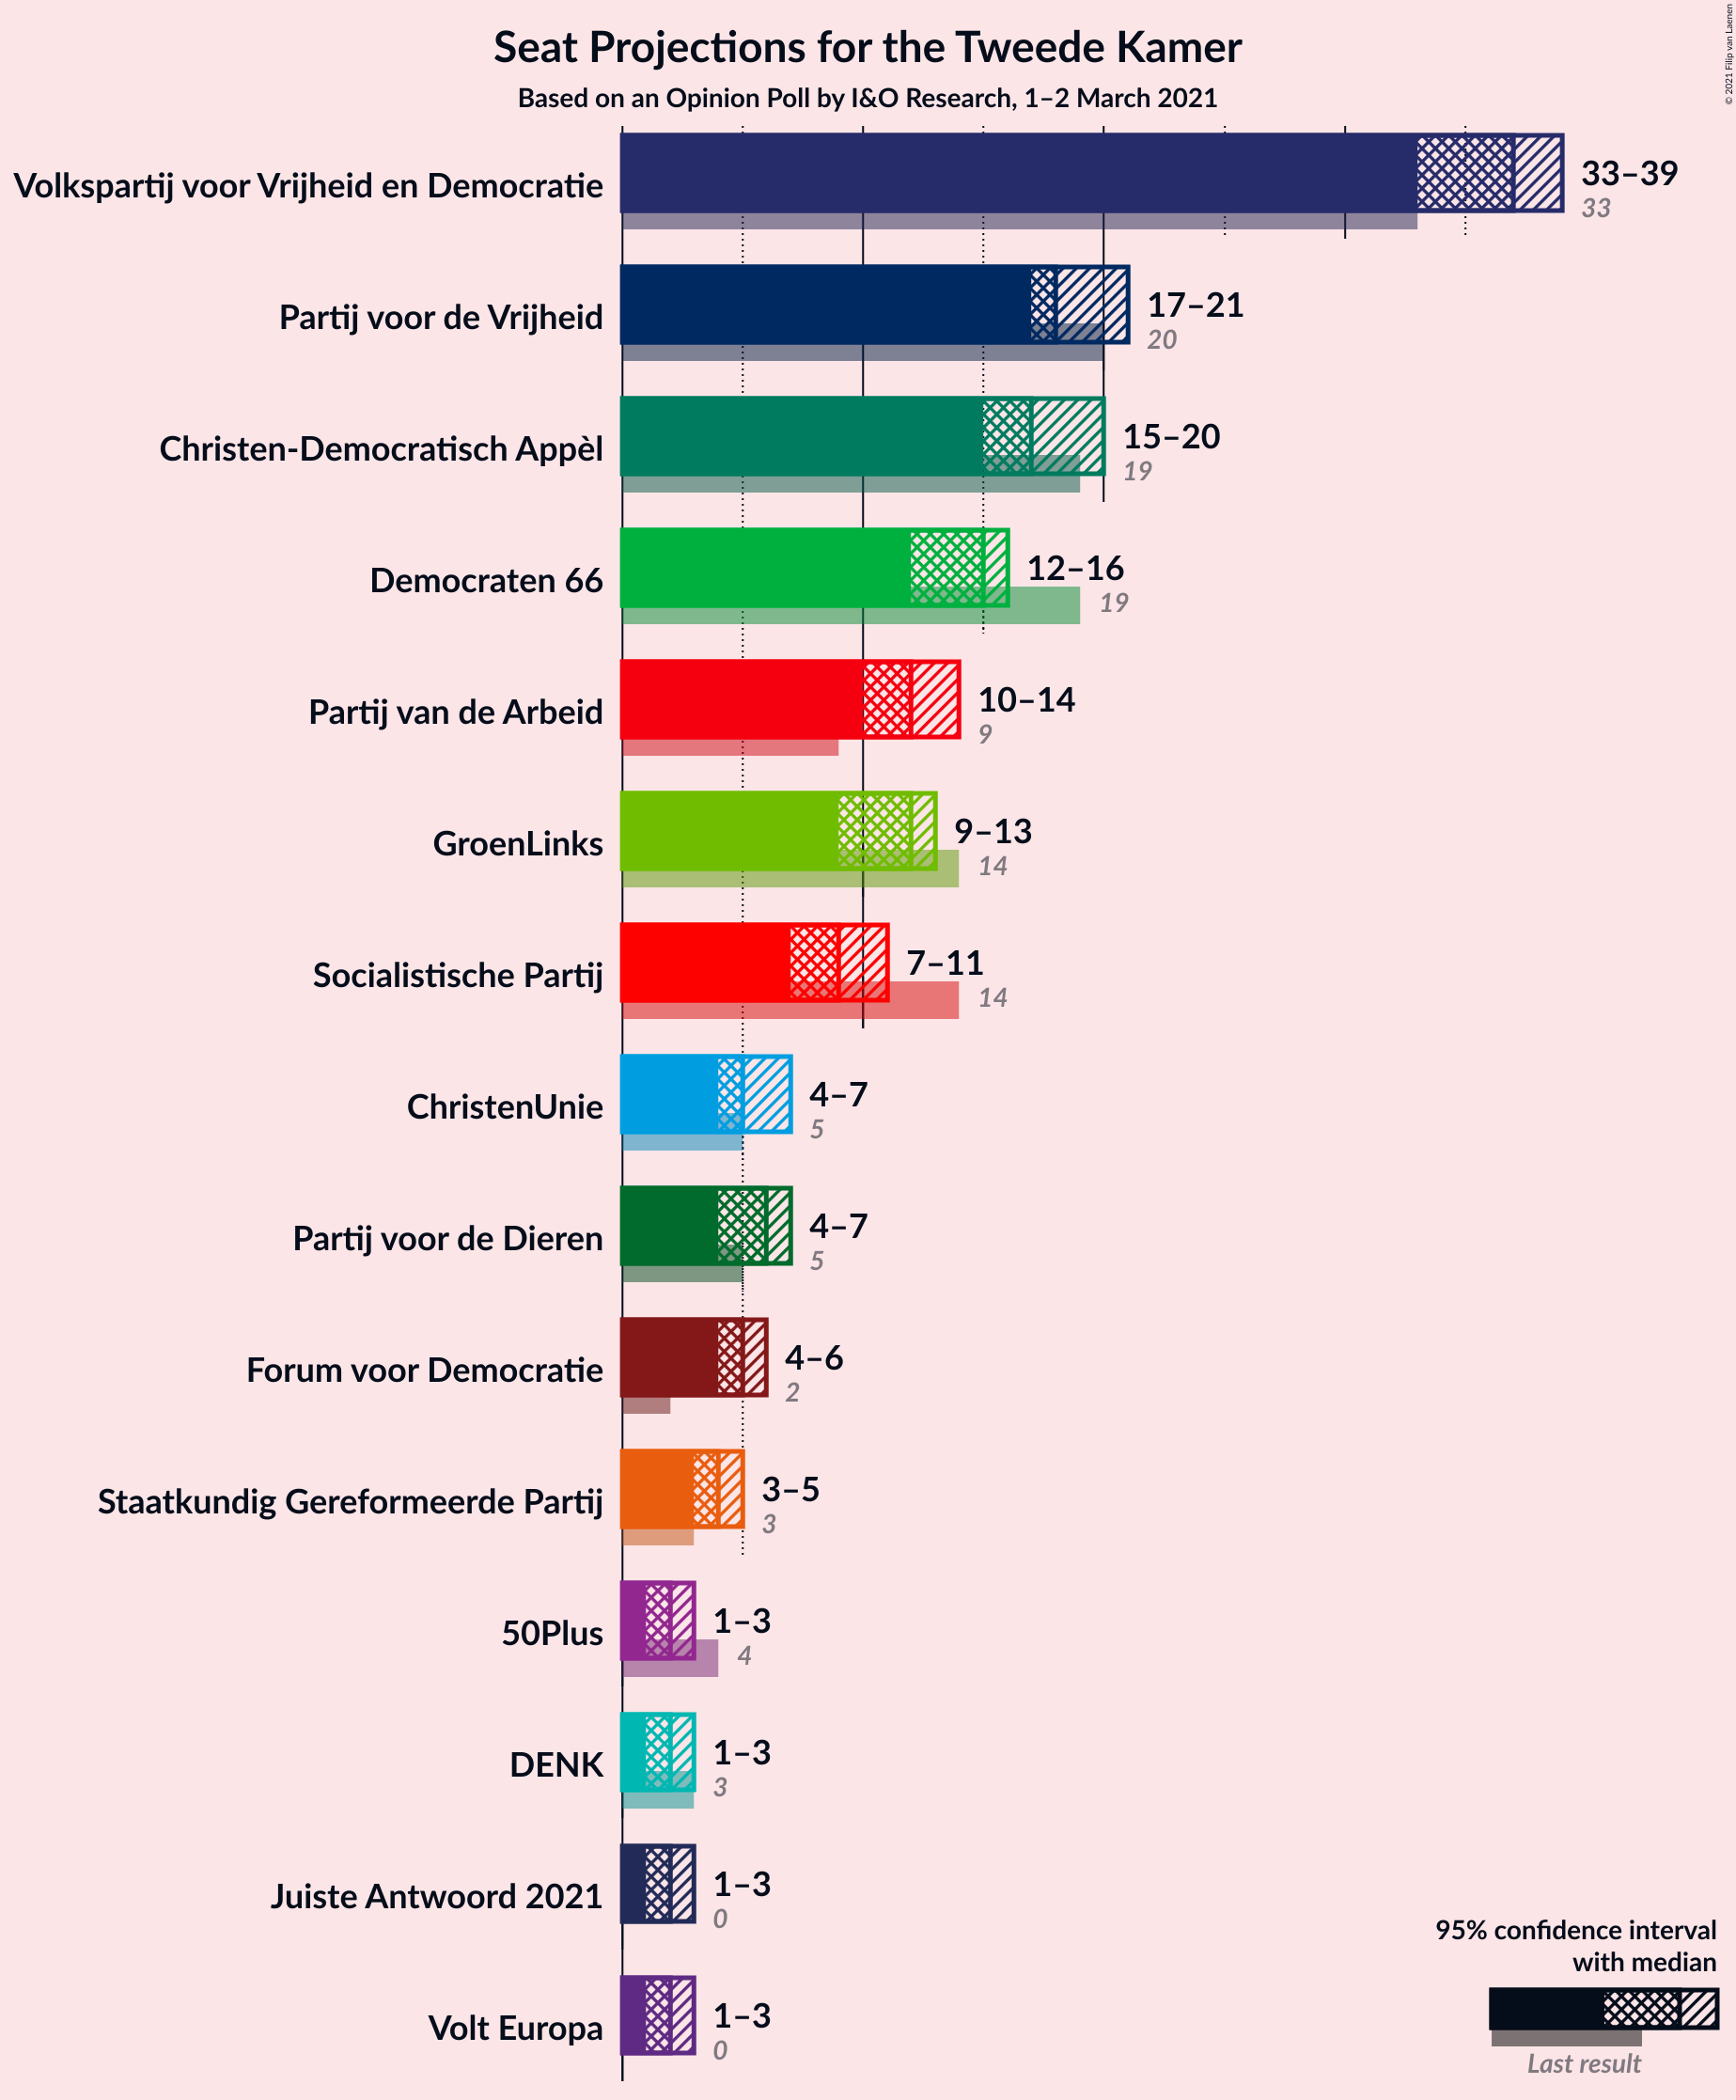 Seat Projections for the Tweede Kamer
Based on an Opinion Poll by I&O Research, 1–2 March 2021
© 2021 Filip van Laenen
Volkspartij voor Vrijheid en Democratie
33–39
33
Partij voor de Vrijheid
17–21
20
Christen-Democratisch Appèl
15–20
19
Democraten 66
12–16
19
Partij van de Arbeid
10–14
9
GroenLinks
9–13
14
Socialistische Partij
7–11
14
ChristenUnie
4–7
5
Partij voor de Dieren
4–7
5
Forum voor Democratie
4–6
2
Staatkundig Gereformeerde Partij
3–5
3
50Plus
1–3
4
DENK
1–3
3
Juiste Antwoord 2021
1–3
0
Volt Europa
1–3
0
95% confidence interval
with median
Last result